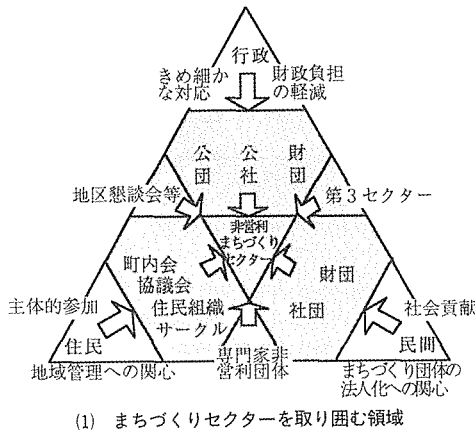 行政
きめ細か
な対応
財政負担
の軽減
公団
公社
財団
地区懇談会等
第3セクター
非営利
まちづくり
セクター
町内会
協議会
住民組織
サークル
財団
社団
主体的参加
社会貢献
住民
民間
地域管理への関心
専門家非
営利団体
まちづくり団体の
法人化への関心
(1) まちづくりセクターを取り囲む領域